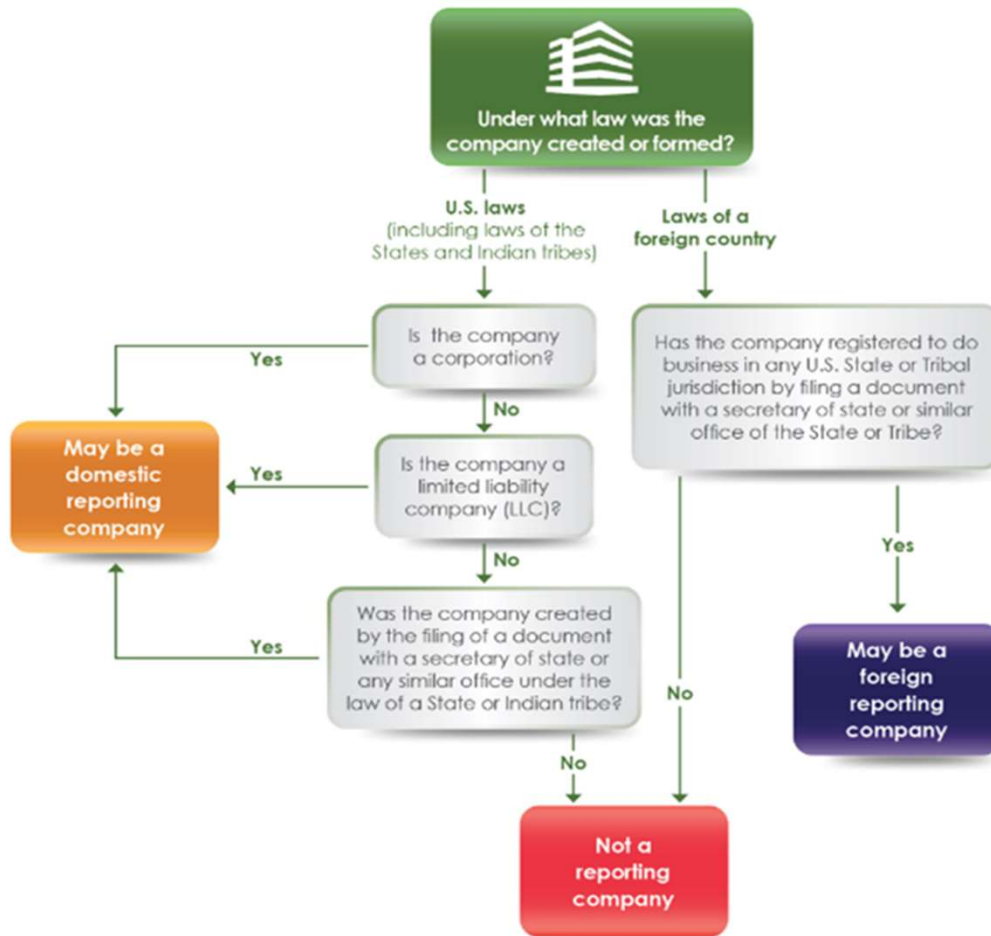 Under what law was the
company created or formed?
U.S. laws
(including laws of the
States and Indian tribes)
Laws of a
foreign country
Is the company
a corporation?
Yes
No
Has the company registered to do
business in any U.S. State or Tribal
jurisdiction by filing a document
with a secretary of state or similar
office of the State or Tribe?
May be a
domestic
reporting
company
Yes
Is the company a
limited liability
company (LLC)?
No
Yes
Was the company created
by the filing of a document
with a secretary of state or
any similar office under the
law of a State or Indian tribe?
Yes
No
No
May be a
foreign
reporting
company
Not a
reporting
company